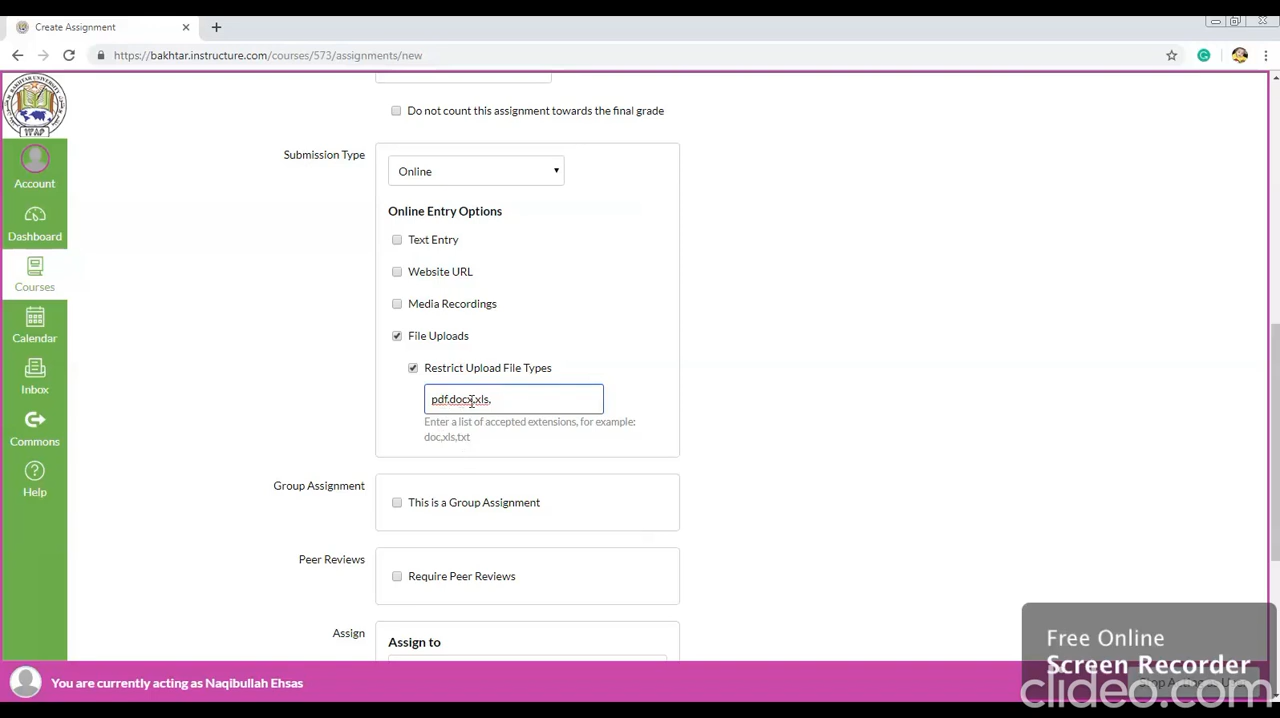 Create Assignment
https://bakhtar.instructure.com/courses/573/assignments/new
Do not count this assignment towards the final grade
Submission Type
Online
Online Entry Options
Text Entry
Website URL
Media Recordings
File Uploads
Restrict Upload File Types
pdf,docx,xls,
Enter a list of accepted extensions, for example:
doc,xls,txt
Group Assignment
This is a Group Assignment
Peer Reviews
Require Peer Reviews
Assign
Assign to
Account
Dashboard
Courses
Calendar
Inbox
Commons
Help
You are currently acting as Naqibullah Ehsas
Free Online
Screen Recorder
clideo.com